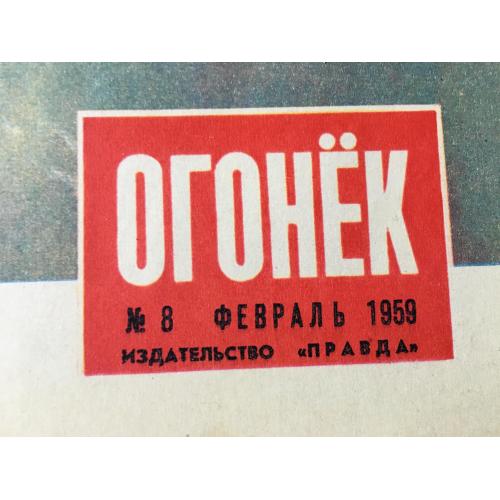 ОГОНЁК
№ 8 ФЕВРАЛЬ 1959
ИЗДАТЕЛЬСТВО «ПРАВДА»